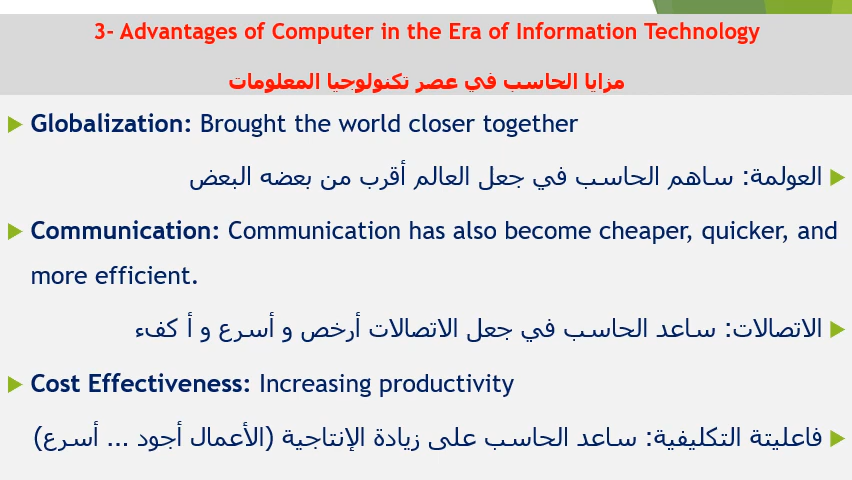 3- Advantages of Computer in the Era of Information Technology
مزايا الحاسب في عصر تكنولوجيا المعلومات
Globalization: Brought the world closer together
العولمة: ساهم الحاسب في جعل العالم أقرب من بعضه البعض
Communication: Communication has also become cheaper, quicker, and
more efficient.
الاتصالات: ساعد الحاسب في جعل الاتصالات أرخص و أسرع و أ كفء
Cost Effectiveness: Increasing productivity
فاعليتة التكليفية: ساعد الحاسب على زيادة الإنتاجية (الأعمال أجود ... أسرع)